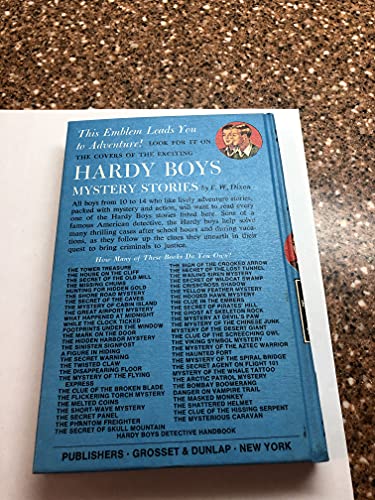 This Emblem Leads You
to Adventure! LOOK FOR IT ON
THE COVERS OF THE EXCITING
HARDY BOYS
MYSTERY STORIES by F. W. Dixon
All boys from 10 to 14 who like lively adventure stories,
packed with mystery and action, will want to read every
one of the Hardy Boys stories listed here. Sons of a
famous American detective, the Hardy boys help solve
many thrilling cases after school hours and during vaca-
tions, as they follow up the clues they unearth in their
quest to bring criminals to justice.
How Many of These Books Do You Own?
THE TOWER TREASURE
THE HOUSE ON THE CLIFF
THE SECRET OF THE OLD MILL
THE MISSING CHUMS
HUNTING FOR HIDDEN GOLD
THE SHORE ROAD MYSTERY
THE SECRET OF THE CAVES
THE MYSTERY OF CABIN ISLAND
THE GREAT AIRPORT MYSTERY
WHAT HAPPENED AT MIDNIGHT
WHILE THE CLOCK TICKED
FOOTPRINTS UNDER THE WINDOW
THE MARK ON THE DOOR
THE HIDDEN HARBOR MYSTERY
THE SINISTER SIGNPOST
A FIGURE IN HIDING
THE SECRET WARNING
THE TWISTED CLAW
THE DISAPPEARING FLOOR
THE MYSTERY OF THE FLYING
EXPRESS
THE CLUE OF THE BROKEN BLADE
THE FLICKERING TORCH MYSTERY
THE MELTED COINS
THE SHORT-WAVE MYSTERY
THE SECRET PANEL
THE PHANTOM FREIGHTER
THE SECRET OF SKULL MOUNTAIN
THE SIGN OF THE CROOKED ARROW
THE SECRET OF THE LOST TUNNEL
THE WAILING SIREN MYSTERY
THE SECRET OF WILDCAT SWAMP
THE CRISSCROSS SHADOW
THE YELLOW FEATHER MYSTERY
THE HOODED HAWK MYSTERY
THE CLUE IN THE EMBERS
THE SECRET OF PIRATES' HILL
THE GHOST AT SKELETON ROCK
THE MYSTERY AT DEVIL'S PAW
THE MYSTERY OF THE CHINESE JUNK
MYSTERY OF THE DESERT GIANT
THE CLUE OF THE SCREECHING OWL
THE VIKING SYMBOL MYSTERY
THE MYSTERY OF THE AZTEC WARRIOR
THE HAUNTED FORT
THE MYSTERY OF THE SPIRAL BRIDGE
THE SECRET AGENT ON FLIGHT 101
MYSTERY OF THE WHALE TATTOO
THE ARCTIC PATROL MYSTERY
THE BOMBAY BOOMERANG
DANGER ON VAMPIRE TRAIL
THE MASKED MONKEY
THE SHATTERED HELMET
THE CLUE OF THE HISSING SERPENT
THE MYSTERIOUS CARAVAN
HARDY BOYS DETECTIVE HANDBOOK
PUBLISHERS · GROSSET & DUNLAP · NEW YORK